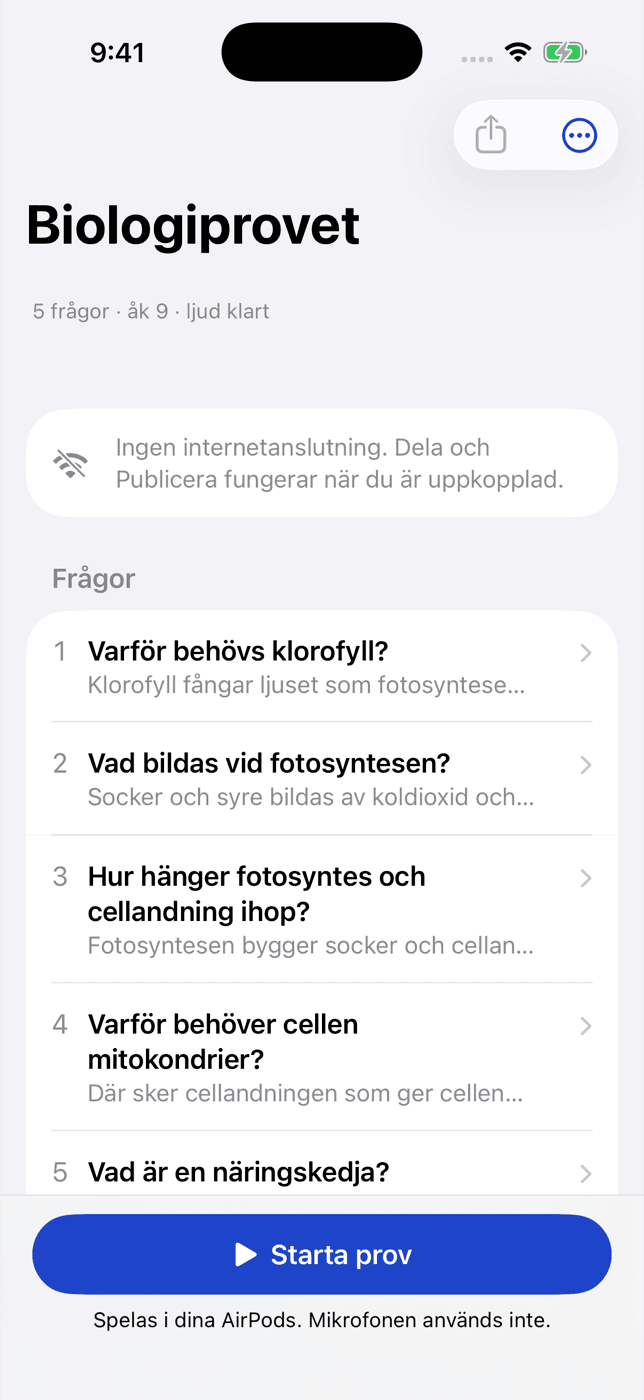 9:41
Biologiprovet
5 frågor · åk 9 · ljud klart
Ingen internetanslutning. Dela och
Publicera fungerar när du är uppkopplad.
Frågor
1 Varför behövs klorofyll?
Klorofyll fångar ljuset som fotosyntese...
2 Vad bildas vid fotosyntesen?
Socker och syre bildas av koldioxid och...
3 Hur hänger fotosyntes och
cellandning ihop?
Fotosyntesen bygger socker och cellan...
4 Varför behöver cellen
mitokondrier?
Där sker cellandningen som ger cellen...
5 Vad är en näringskedja?
Starta prov
Spelas i dina AirPods. Mikrofonen används inte.